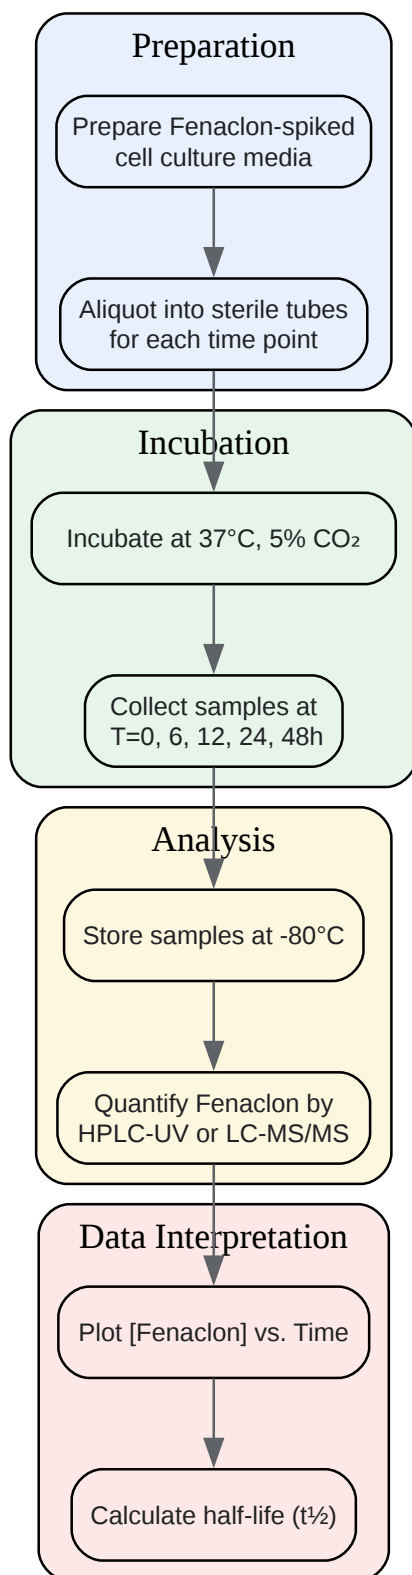 Preparation
Prepare Fenaclon-spiked
cell culture media
Aliquot into sterile tubes
for each time point
Incubation
Incubate at 37°C, 5% CO₂
Collect samples at
T=0, 6, 12, 24, 48h
Analysis
Store samples at -80°C
Quantify Fenaclon by
HPLC-UV or LC-MS/MS
Data Interpretation
Plot [Fenaclon] vs. Time
Calculate half-life (t½)